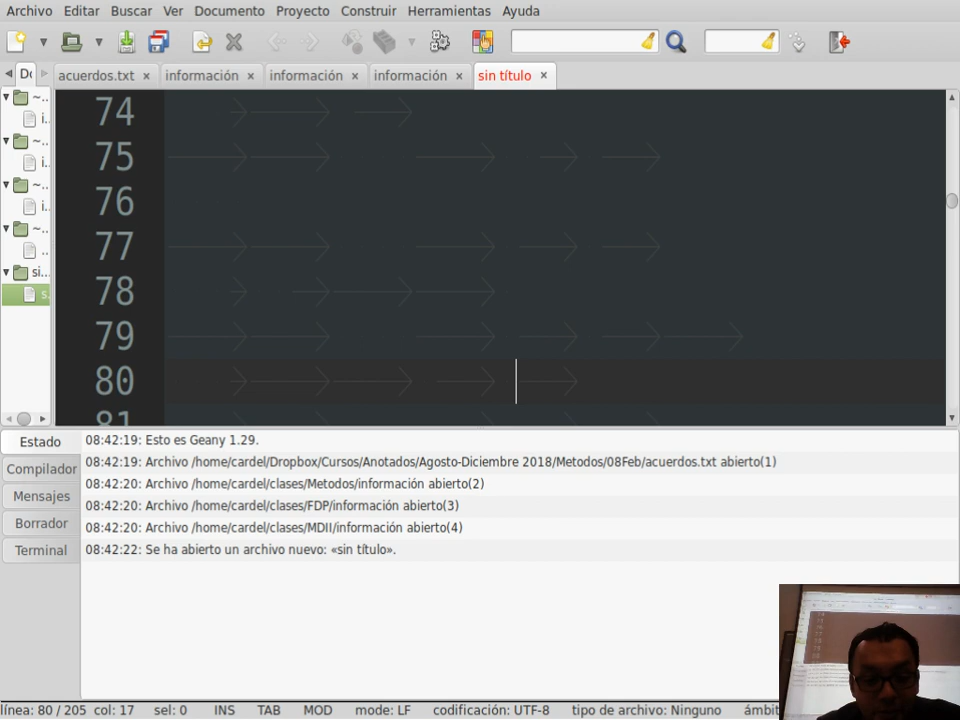 Archivo Editar Buscar Ver Documento Proyecto Construir Herramientas Ayuda
acuerdos.txt información información información sin título
~..
i..
~..
i..
~..
i..
~..
..
si...
s.
74
75
76
77
78
79
80
81
Estado
Compilador
Mensajes
Borrador
Terminal
08:42:19: Esto es Geany 1.29.
08:42:19: Archivo /home/cardel/Dropbox/Cursos/Anotados/Agosto-Diciembre 2018/Metodos/08Feb/acuerdos.txt abierto(1)
08:42:20: Archivo /home/cardel/clases/Metodos/información abierto(2)
08:42:20: Archivo /home/cardel/clases/FDP/información abierto(3)
08:42:20: Archivo /home/cardel/clases/MDII/información abierto(4)
08:42:22: Se ha abierto un archivo nuevo: «sin título».
línea: 80 / 205 col: 17 sel: 0 INS TAB MOD mode: LF codificación: UTF-8 tipo de archivo: Ninguno ámbit